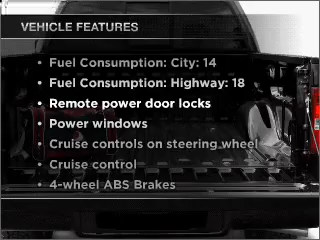 VEHICLE FEATURES
• Fuel Consumption: City: 14
• Fuel Consumption: Highway: 18
• Remote power door locks
• Power windows
• Cruise controls on steering wheel
• Cruise control
• 4-wheel ABS Brakes